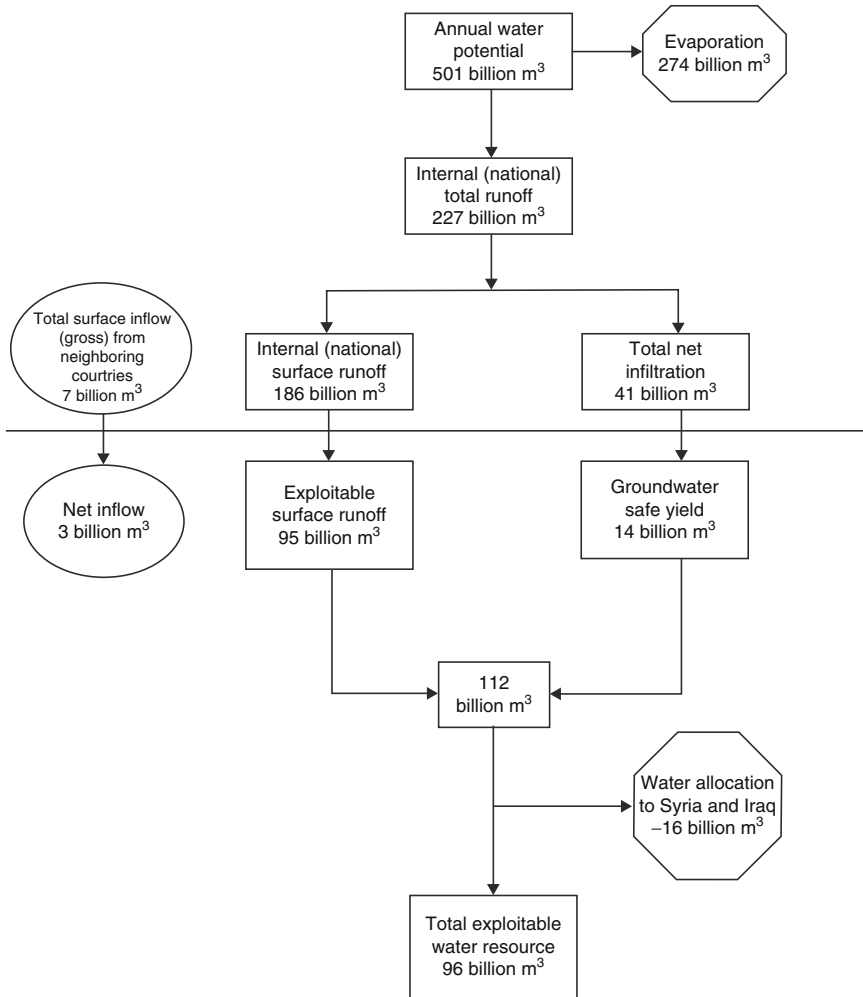 Annual water
potential
501 billion m³
Evaporation
274 billion m³
Internal (national)
total runoff
227 billion m³
Total surface inflow
(gross) from
neighboring
courtries
7 billion m³
Internal (national)
surface runoff
186 billion m³
Total net
infiltration
41 billion m³
Net inflow
3 billion m³
Exploitable
surface runoff
95 billion m³
Groundwater
safe yield
14 billion m³
112
billion m³
Water allocation
to Syria and Iraq
−16 billion m³
Total exploitable
water resource
96 billion m³